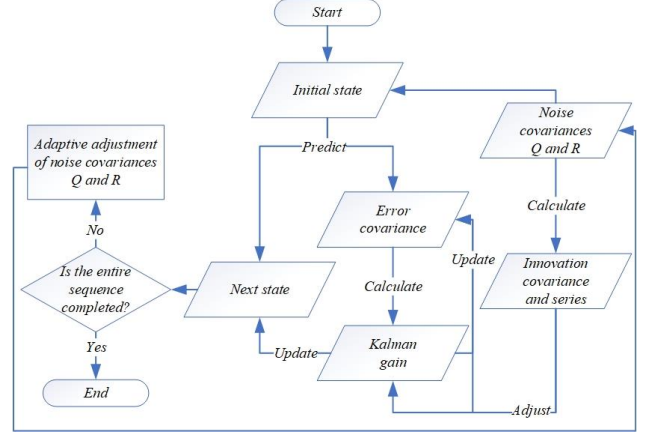 Start
Initial state
Noise
covariances
Q and R
Adaptive adjustment
of noise covariances
Q and R
Predict
Error
covariance
Calculate
No
Update
Is the entire
sequence
completed?
Next state
Calculate
Innovation
covariance
and series
Yes
Update
Kalman
gain
End
Adjust